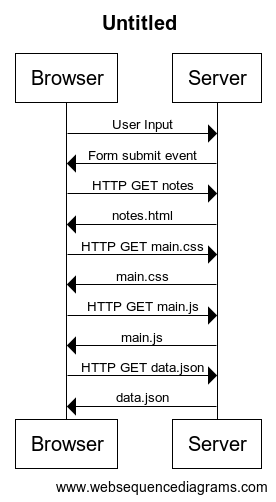 Untitled
Browser
Server
User Input
Form submit event
HTTP GET notes
notes.html
HTTP GET main.css
main.css
HTTP GET main.js
main.js
HTTP GET data.json
data.json
Browser
Server
www.websequencediagrams.com